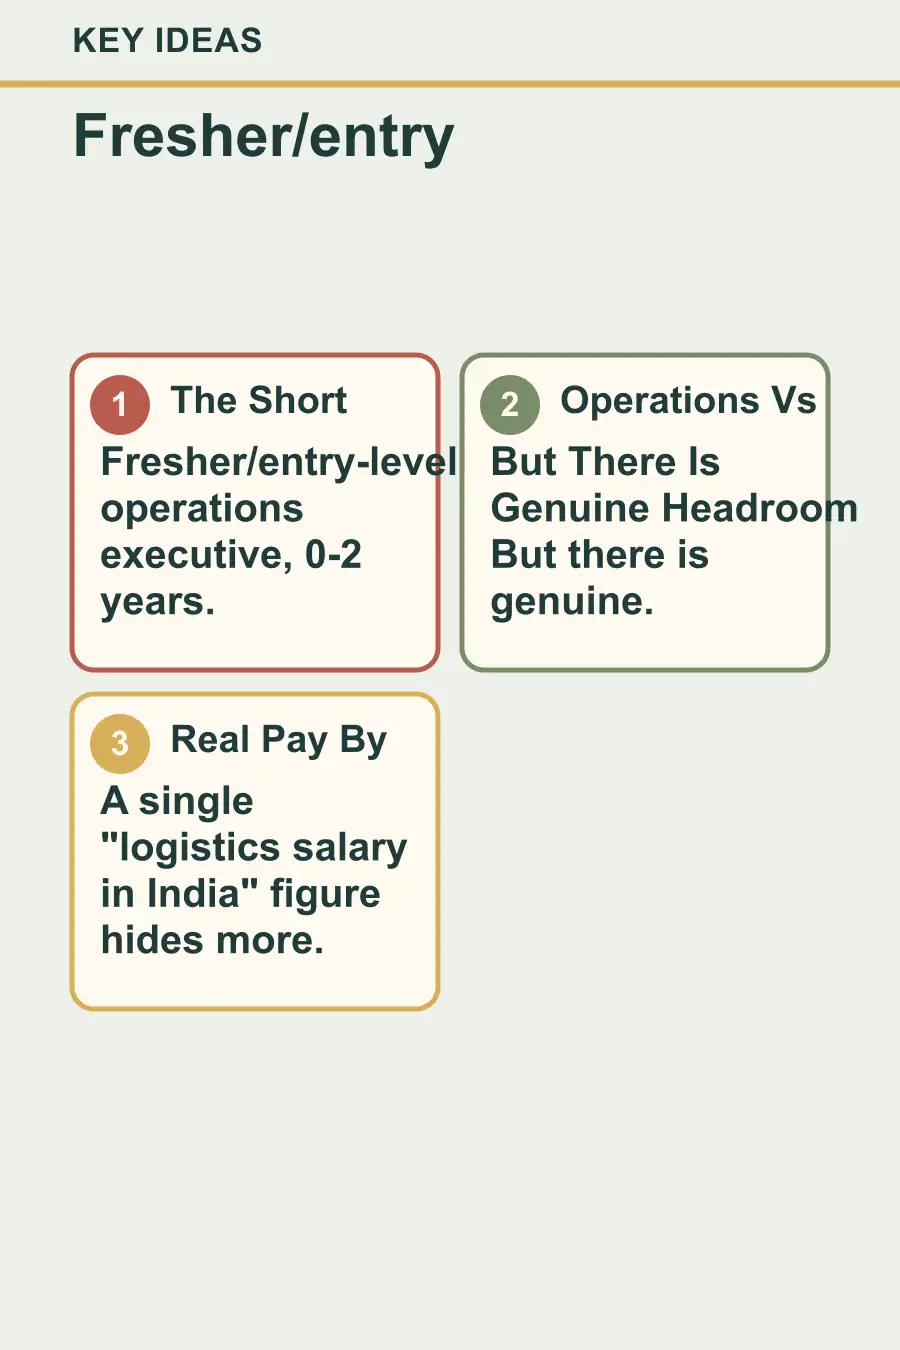 KEY IDEAS
Fresher/entry
1 The Short
Fresher/entry-level
operations
executive, 0-2
years.
2 Operations Vs
But There Is
Genuine Headroom
But there is
genuine.
3 Real Pay By
A single
"logistics salary
in India" figure
hides more.